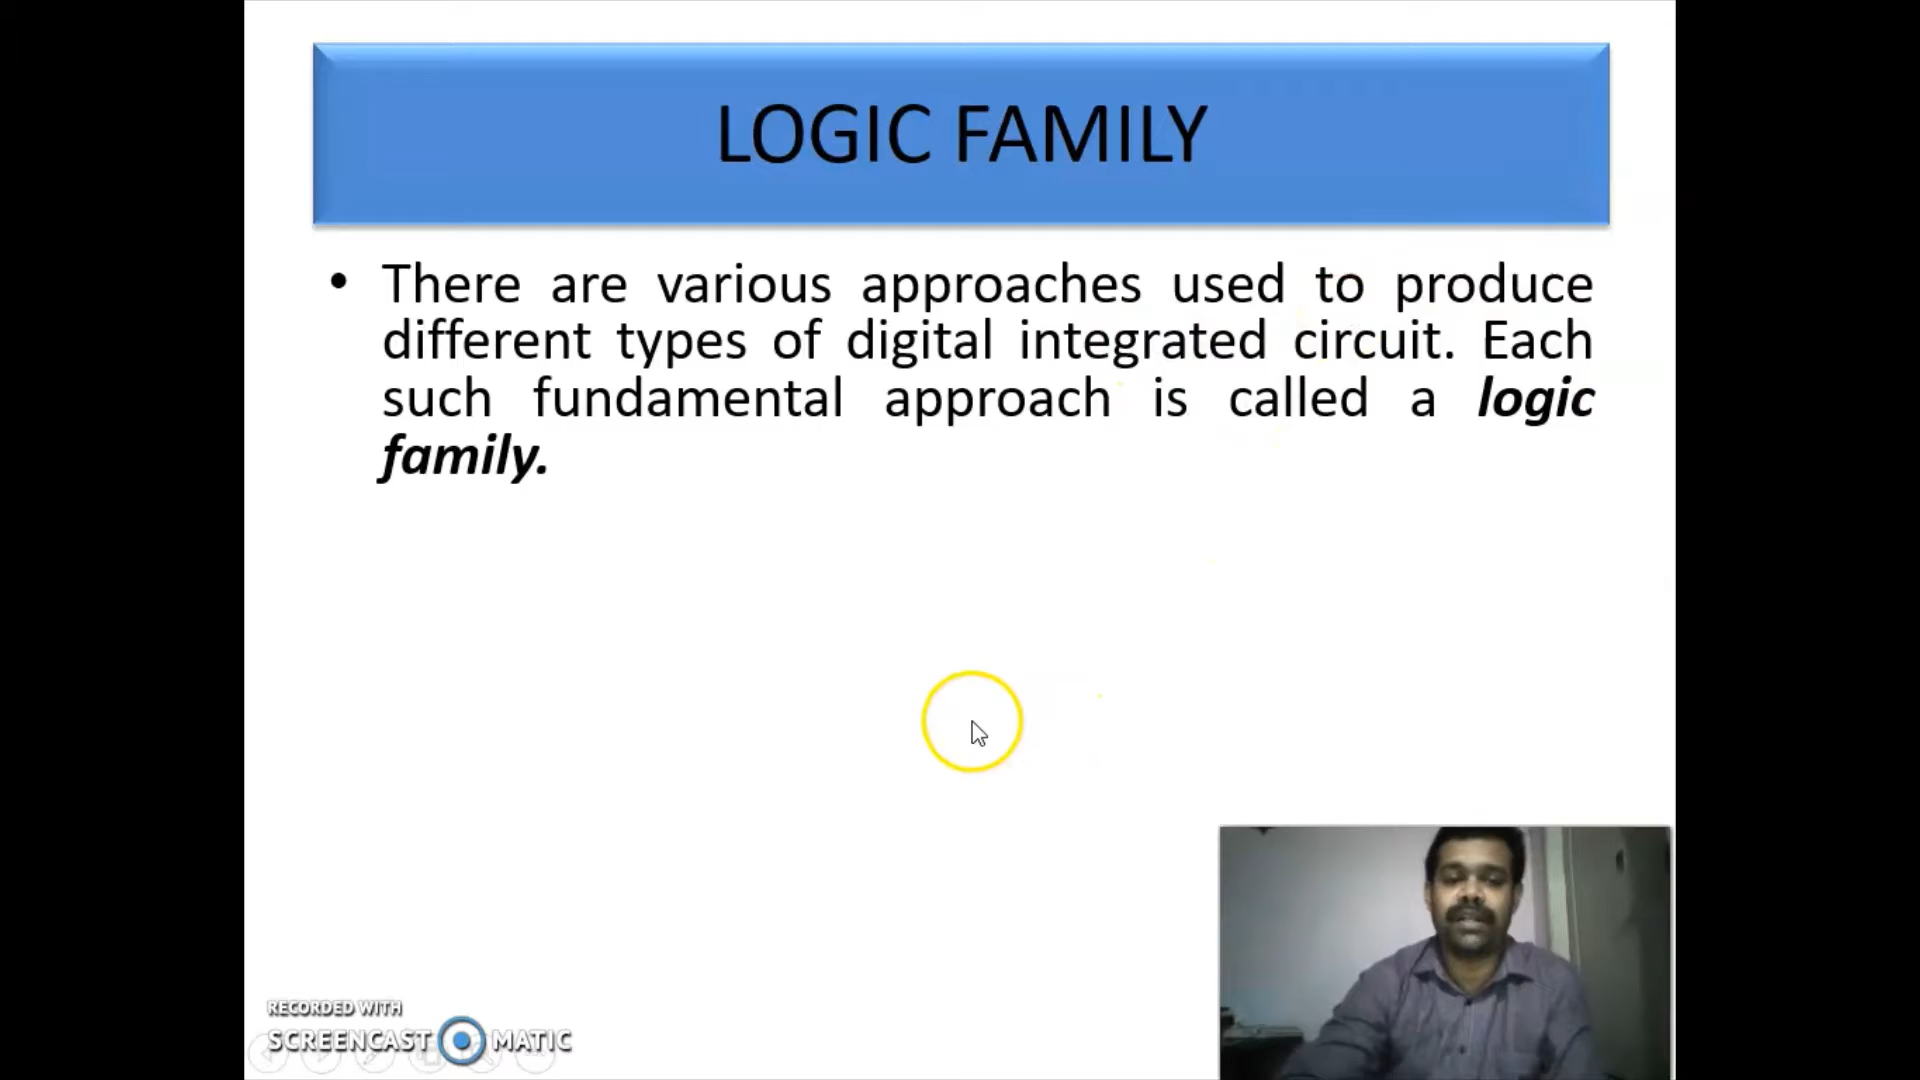 LOGIC FAMILY
• There are various approaches used to produce
different types of digital integrated circuit. Each
such fundamental approach is called a logic
family.
RECORDED WITH
SCREENCAST MATIC